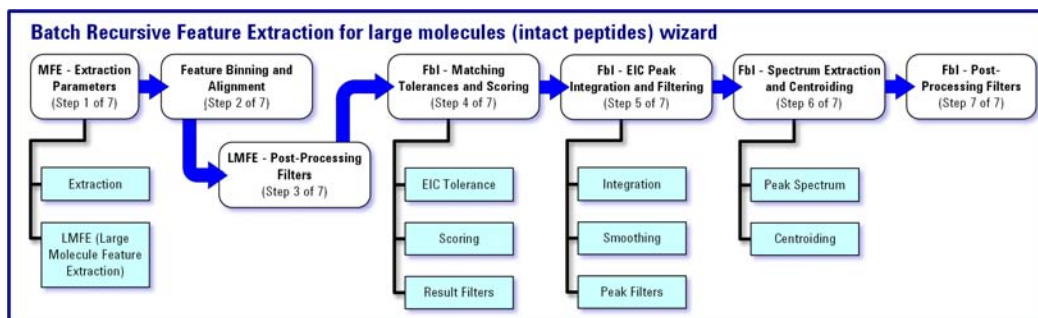 Batch Recursive Feature Extraction for large molecules (intact peptides) wizard
MFE - Extraction
Parameters
(Step 1 of 7)
Extraction
LMFE (Large
Molecule Feature
Extraction)
Feature Binning and
Alignment
(Step 2 of 7)
LMFE - Post-Processing
Filters
(Step 3 of 7)
FbI - Matching
Tolerances and Scoring
(Step 4 of 7)
EIC Tolerance
Scoring
Result Filters
FbI - EIC Peak
Integration and Filtering
(Step 5 of 7)
Integration
Smoothing
Peak Filters
FbI - Spectrum Extraction
and Centroiding
(Step 6 of 7)
Peak Spectrum
Centroiding
FbI - Post-
Processing Filters
(Step 7 of 7)